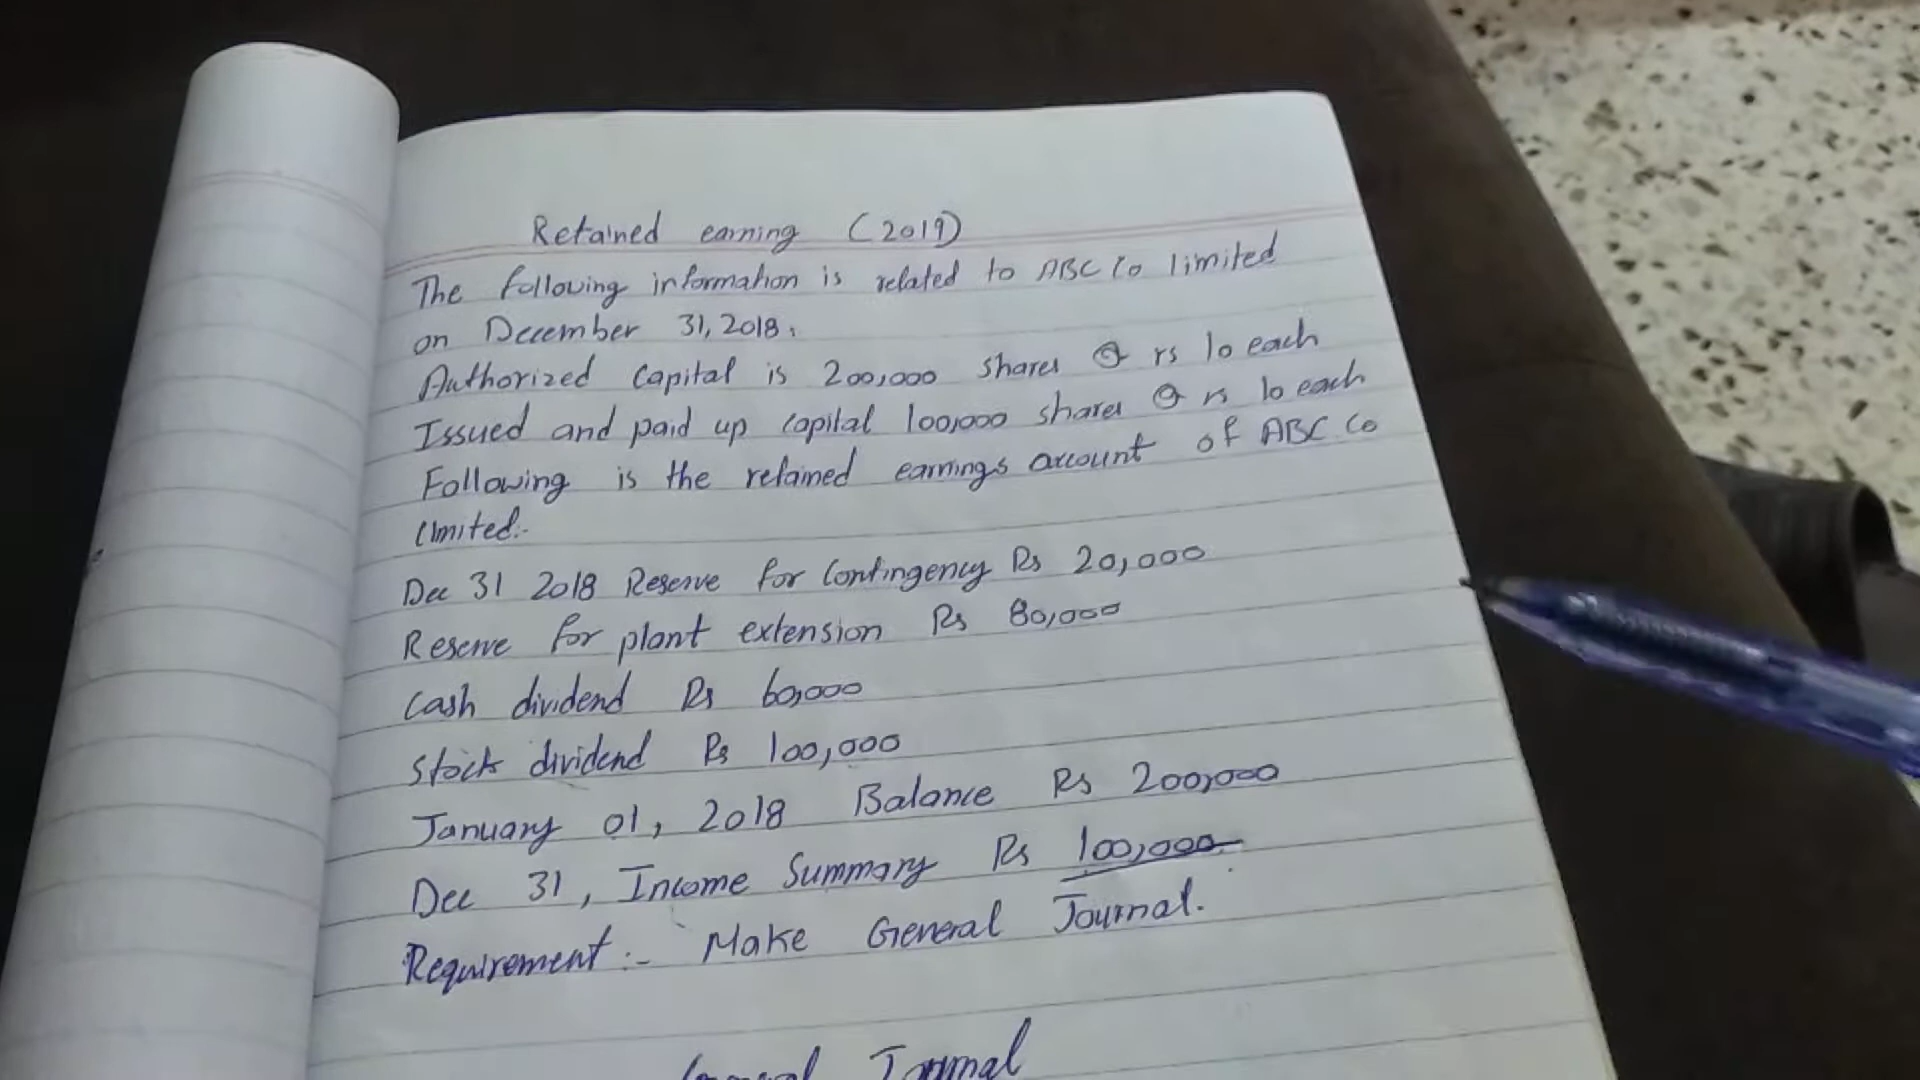 Retained earning (2019)
The following information is related to ABC Co limited
on December 31, 2018.
Authorized Capital is 200,000 shares @ rs 10 each
Issued and paid up capital 100,000 shares @ rs 10 each
Following is the retained earnings account of ABC Co
limited:-
Dec 31 2018 Reserve for Contingency Rs 20,000
Reserve for plant extension Rs 80,000
Cash dividend Rs 60,000
Stock dividend Rs 100,000
January 01, 2018 Balance Rs 200,000
Dec 31, Income Summary Rs 100,000
Requirement:- Make General Journal.
General Journal